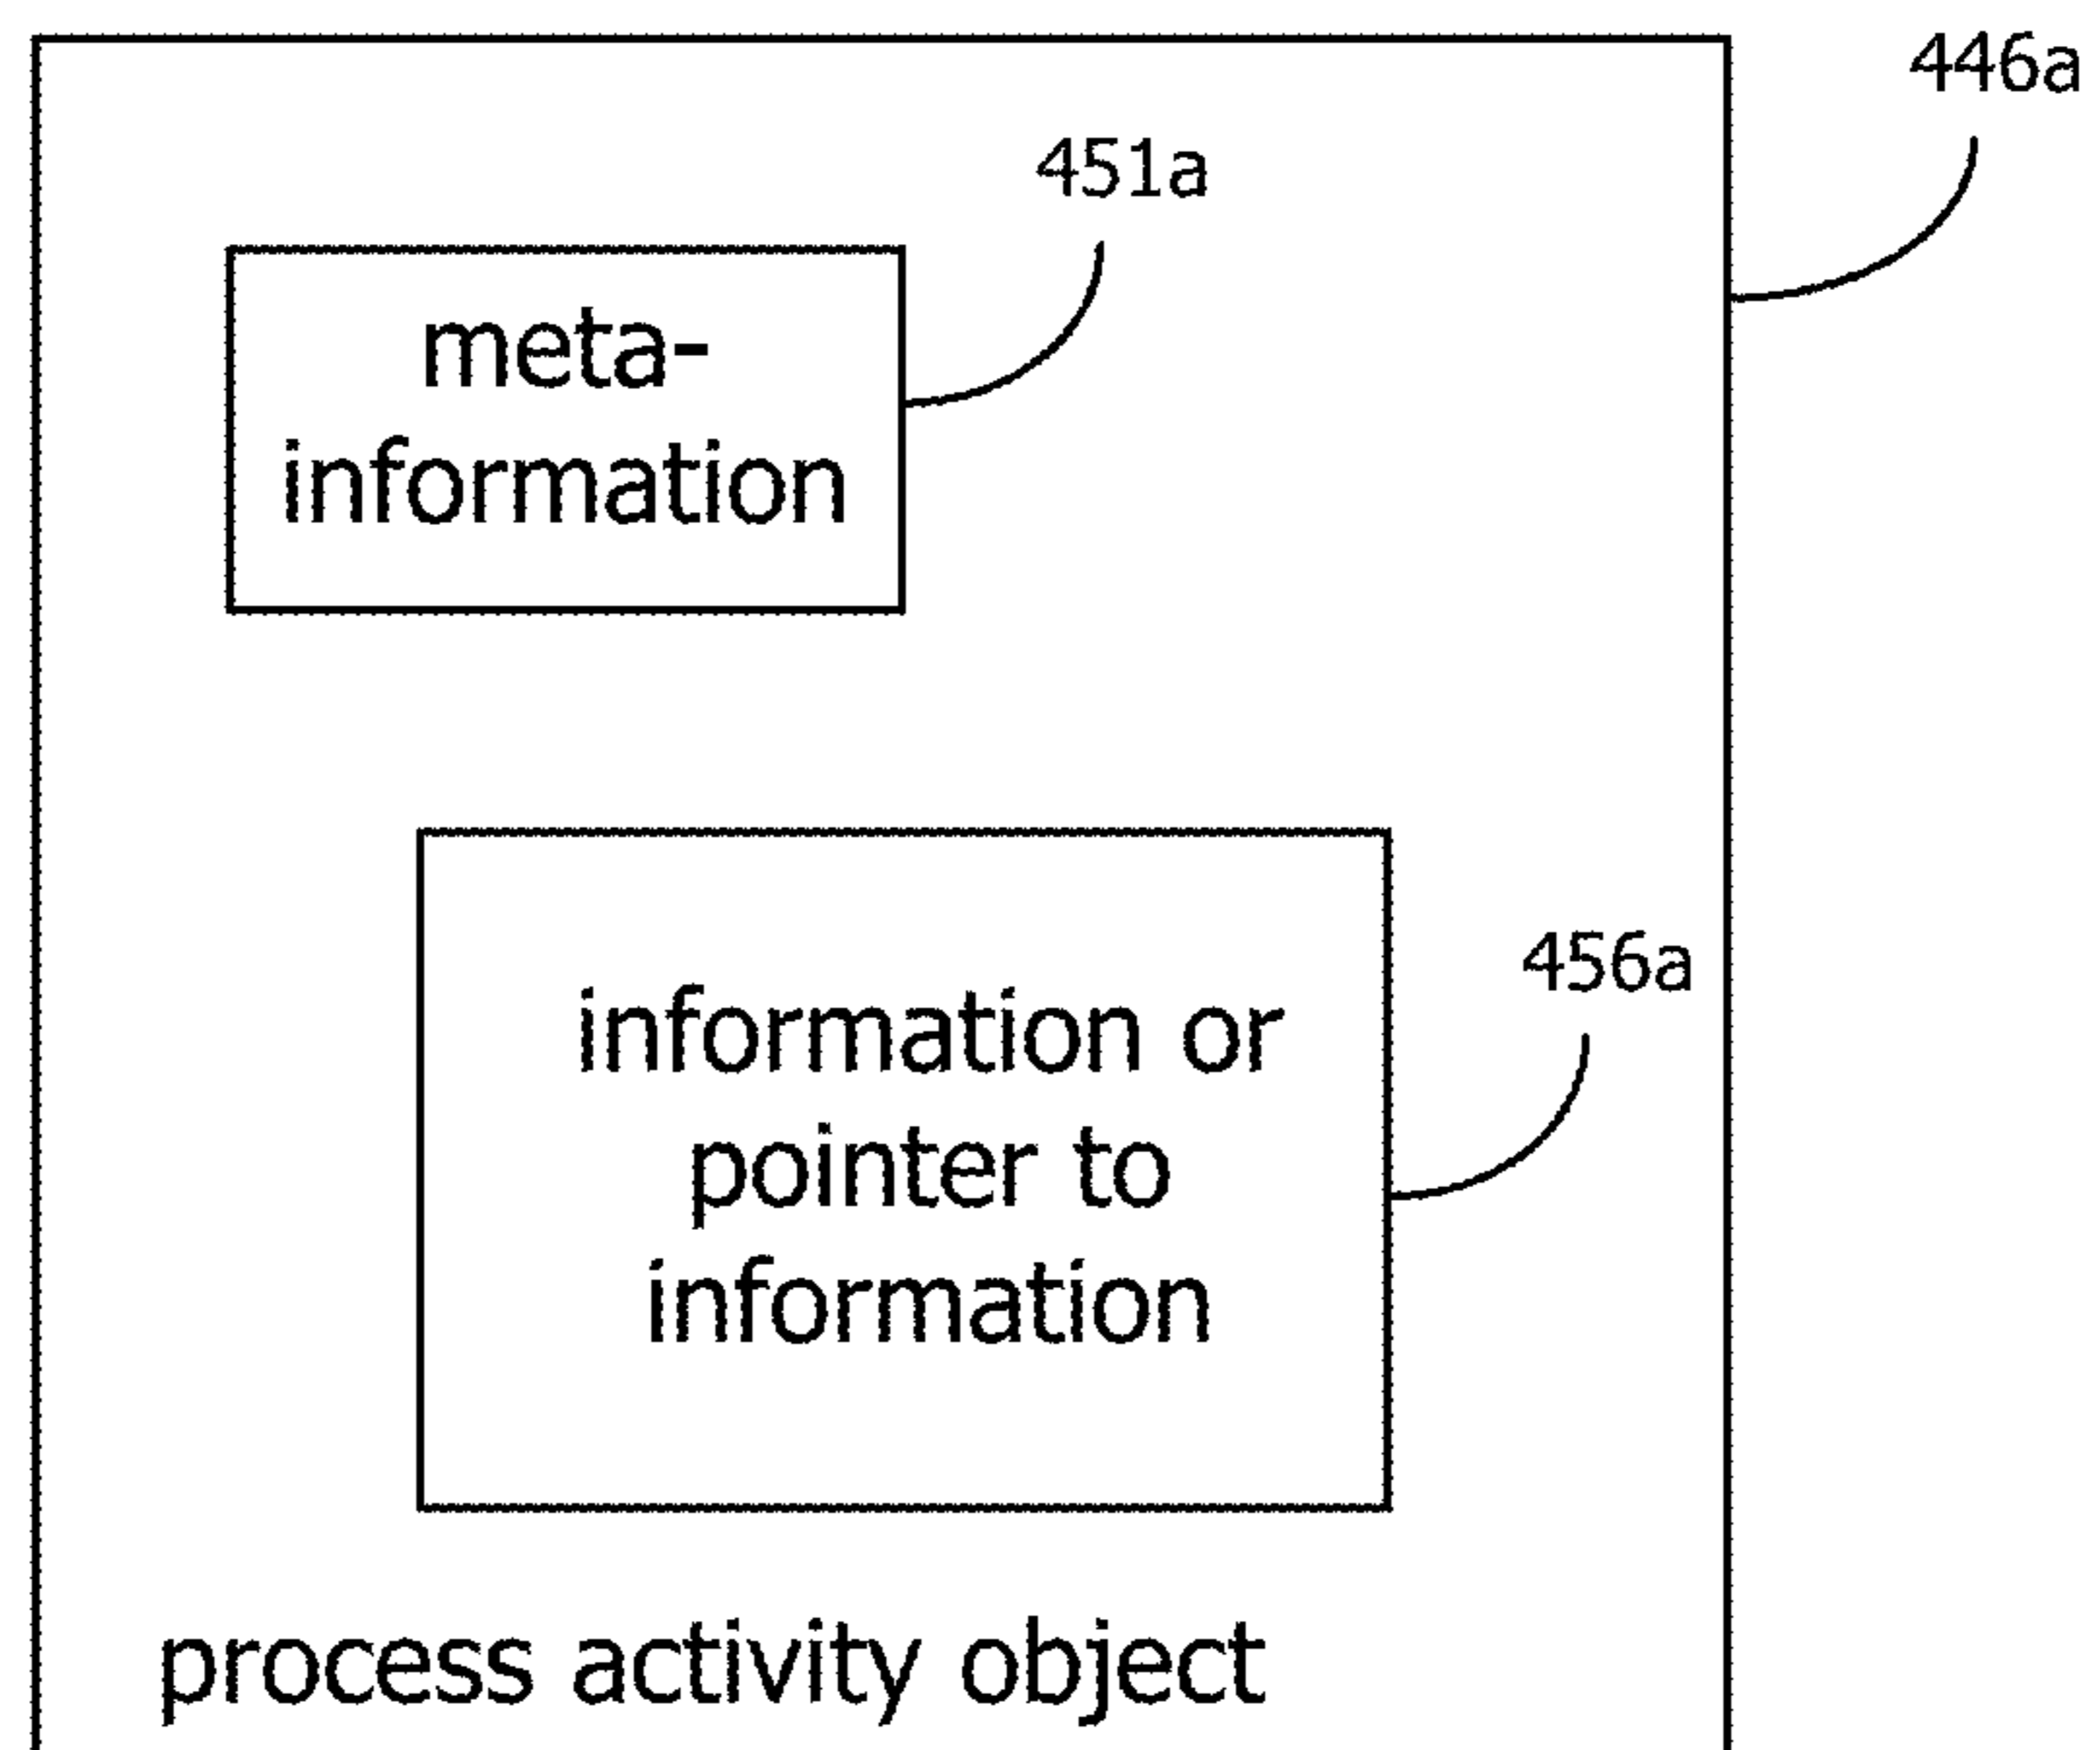 446a
451a
meta-
information
456a
information or
pointer to
information
process activity object